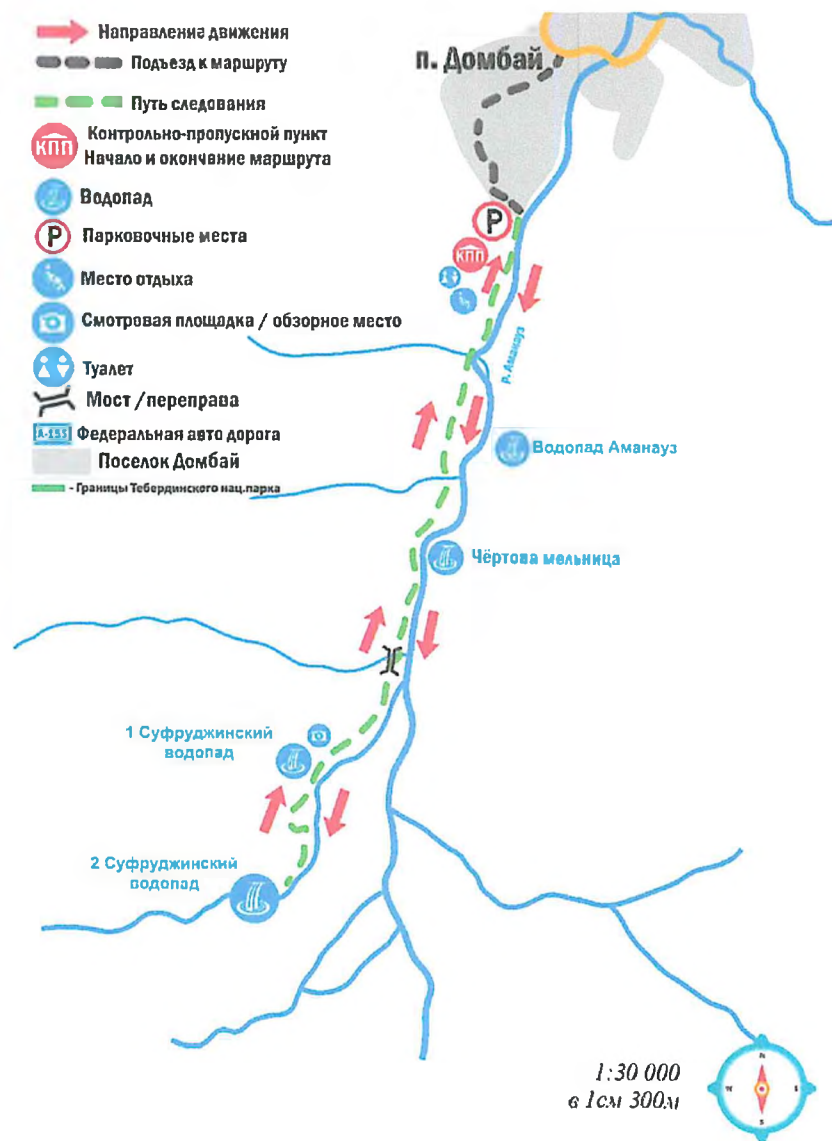 Направление движения
Подъезд к маршруту
Путь следования
КПП
Контрольно-пропускной пункт
Начало и окончание маршрута
Водопад
Р
Парковочные места
Место отдыха
Смотровая площадка / обзорное место
Туалет
Мост / переправа
А-155
Федеральная авто дорога
Поселок Домбай
- Границы Тебердинского нац.парка
п. Домбай
Р
КПП
р. Аманауз
Водопад Аманауз
Чёртова мельница
1 Суфруджинский
водопад
2 Суфруджинский
водопад
1:30 000
в 1см 300м
N